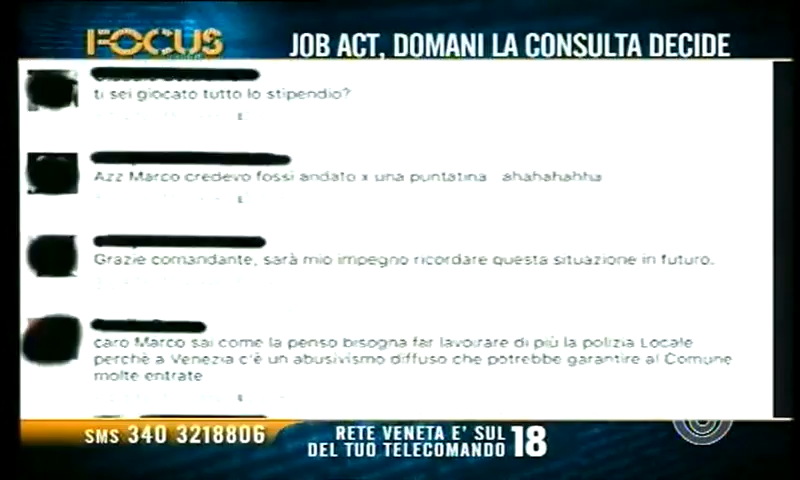 FOCUS
JOB ACT, DOMANI LA CONSULTA DECIDE
ti sei giocato tutto lo stipendio?
Azz Marco credevo fossi andato x una puntatina ahahahahha
Grazie comandante, sarà mio impegno ricordare questa situazione in futuro.
caro Marco sai come la penso bisogna far lavoirare di più la polizia Locale
perchè a Venezia c'è un abusivismo diffuso che potrebbe garantire al Comune
molte entrate
SMS 340 3218806
RETE VENETA E' SUL
DEL TUO TELECOMANDO 18